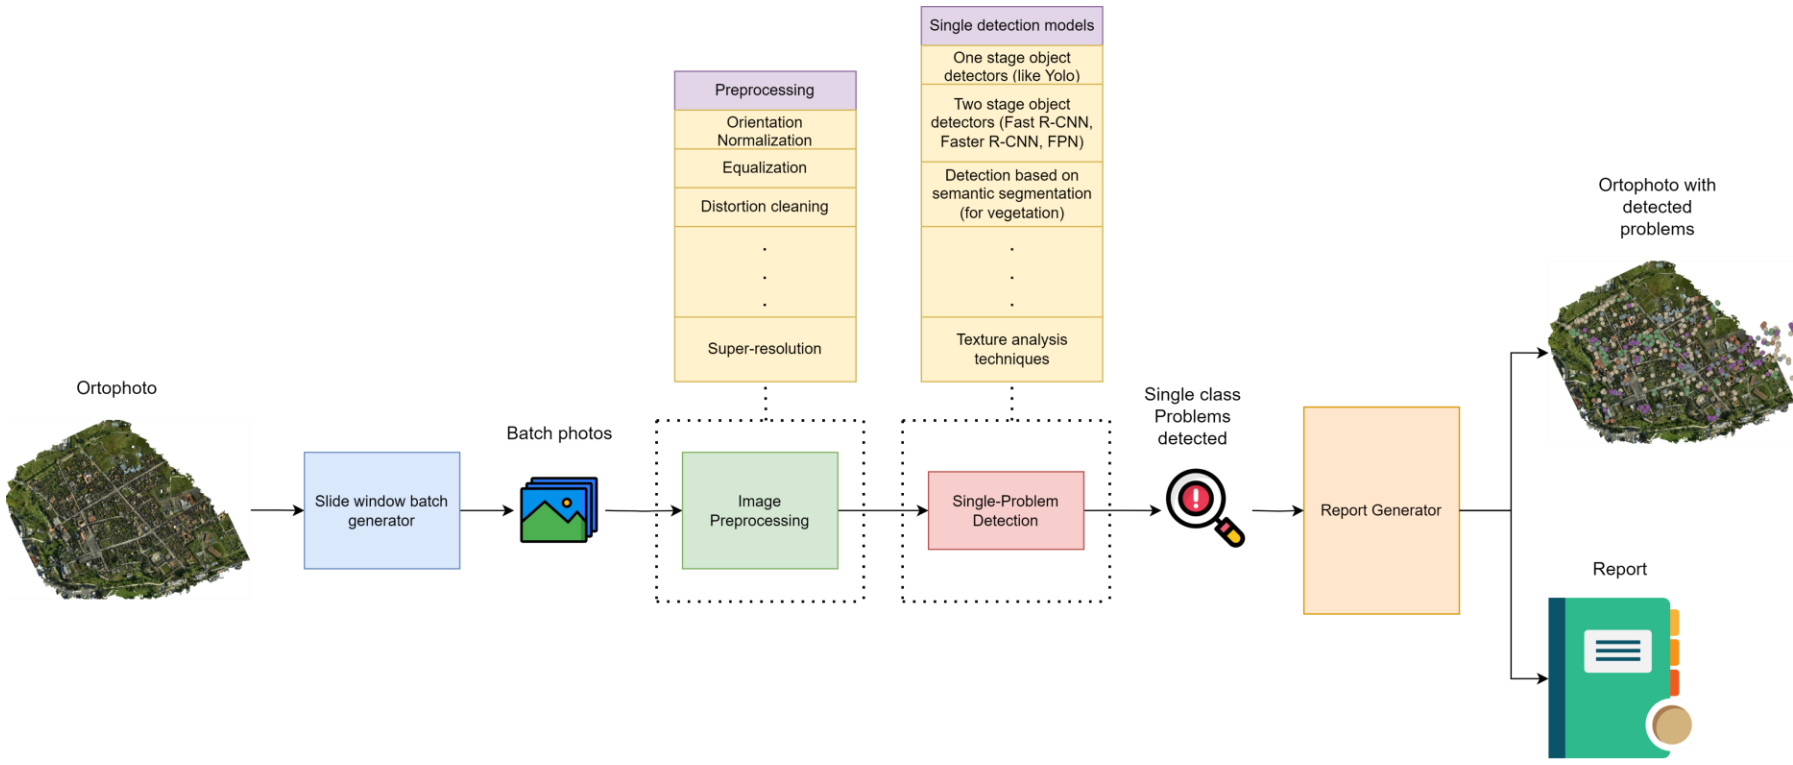 Ortophoto
Slide window batch
generator
Batch photos
Preprocessing
Orientation
Normalization
Equalization
Distortion cleaning
.
.
.
Super-resolution
Image
Preprocessing
Single detection models
One stage object
detectors (like Yolo)
Two stage object
detectors (Fast R-CNN,
Faster R-CNN, FPN)
Detection based on
semantic segmentation
(for vegetation)
.
.
.
Texture analysis
techniques
Single-Problem
Detection
Single class
Problems
detected
Report Generator
Ortophoto with
detected
problems
Report